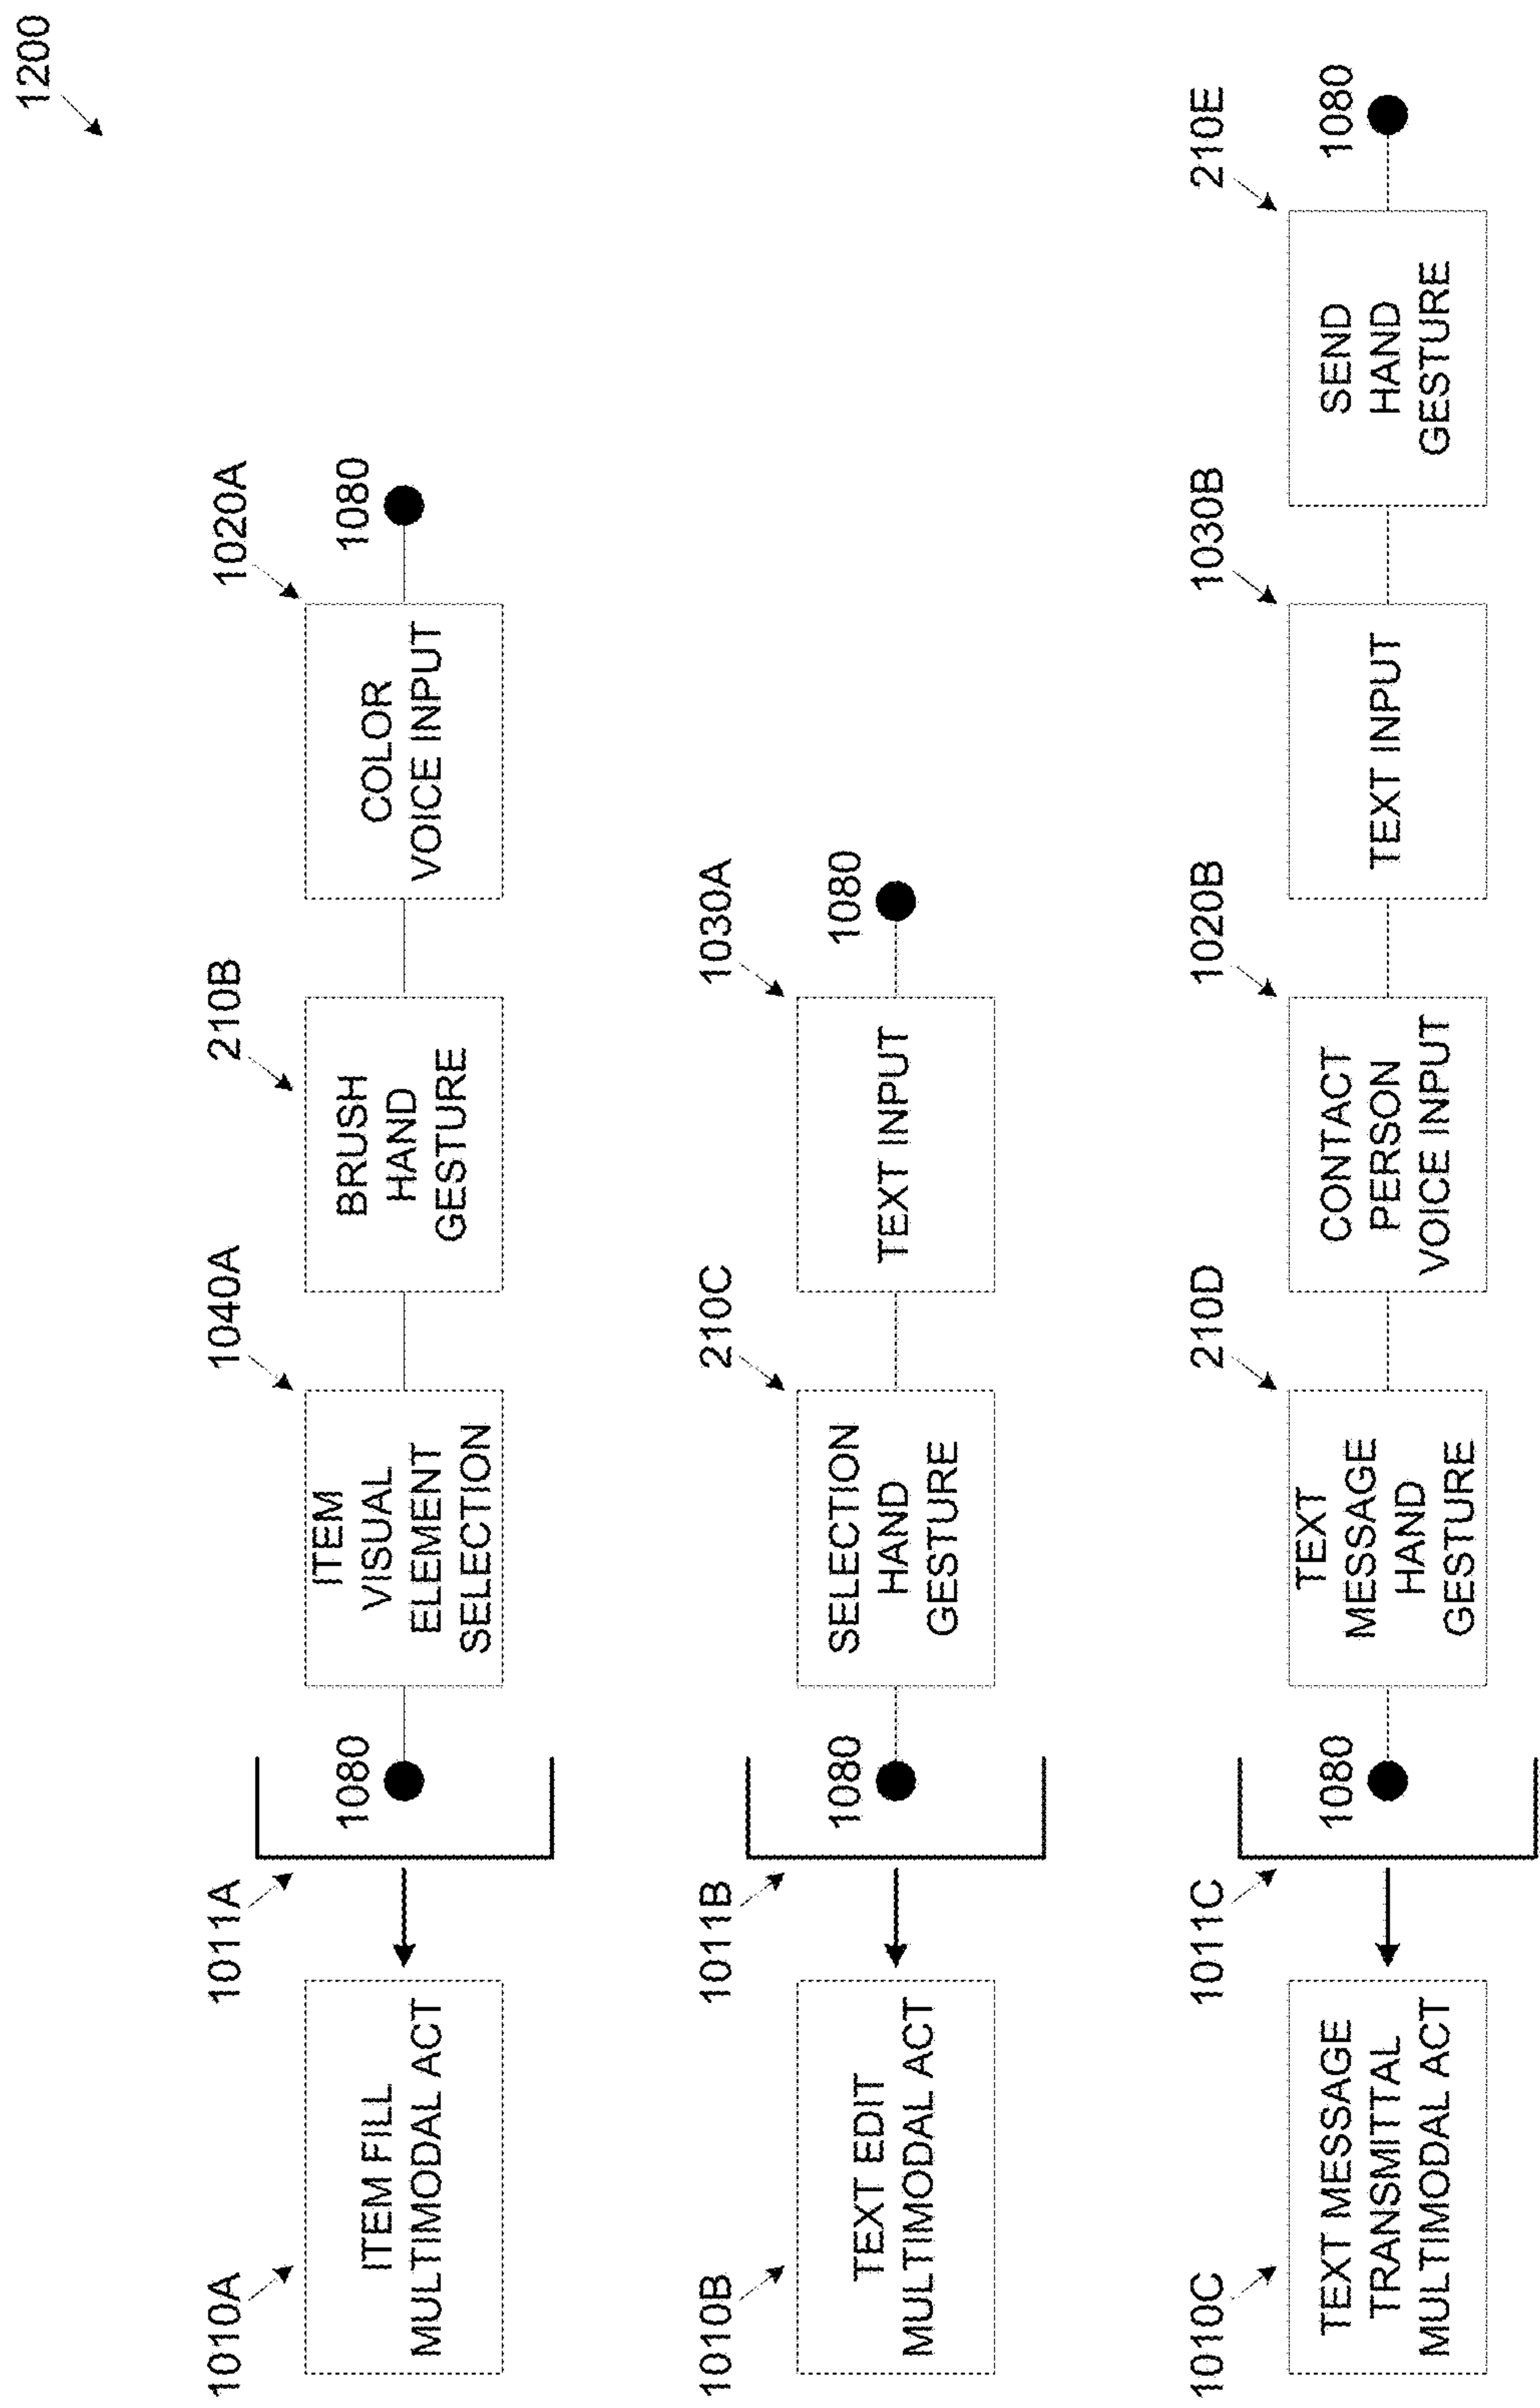 1200
1010A
ITEM FILL
MULTIMODAL ACT
1011A
1080
1040A
ITEM
VISUAL
ELEMENT
SELECTION
210B
BRUSH
HAND
GESTURE
1020A
COLOR
VOICE INPUT
1080
1010B
TEXT EDIT
MULTIMODAL ACT
1011B
1080
210C
SELECTION
HAND
GESTURE
1030A
TEXT INPUT
1080
1010C
TEXT MESSAGE
TRANSMITTAL
MULTIMODAL ACT
1011C
1080
210D
TEXT
MESSAGE
HAND
GESTURE
1020B
CONTACT
PERSON
VOICE INPUT
1030B
TEXT INPUT
210E
SEND
HAND
GESTURE
1080